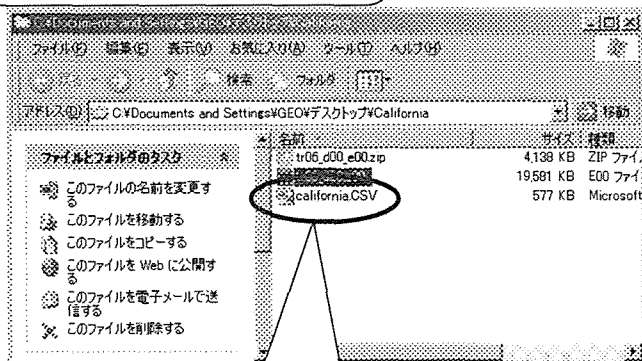 ファイル(F) 編集(E) 表示(V) お気に入り(A) ツール(T) ヘルプ(H)
検索 フォルダ
アドレス(D) C:¥Documents and Settings¥GEO¥デスクトップ¥California 移動
名前 サイズ 種類
tr06_d00_e00.zip 4,138 KB ZIP ファイ
19,581 KB E00 ファイ
california.CSV 577 KB Microsoft
ファイルとフォルダのタスク
このファイルの名前を変更す
る
このファイルを移動する
このファイルをコピーする
このファイルを Web に公開す
る
このファイルを電子メールで送
信する
このファイルを削除する